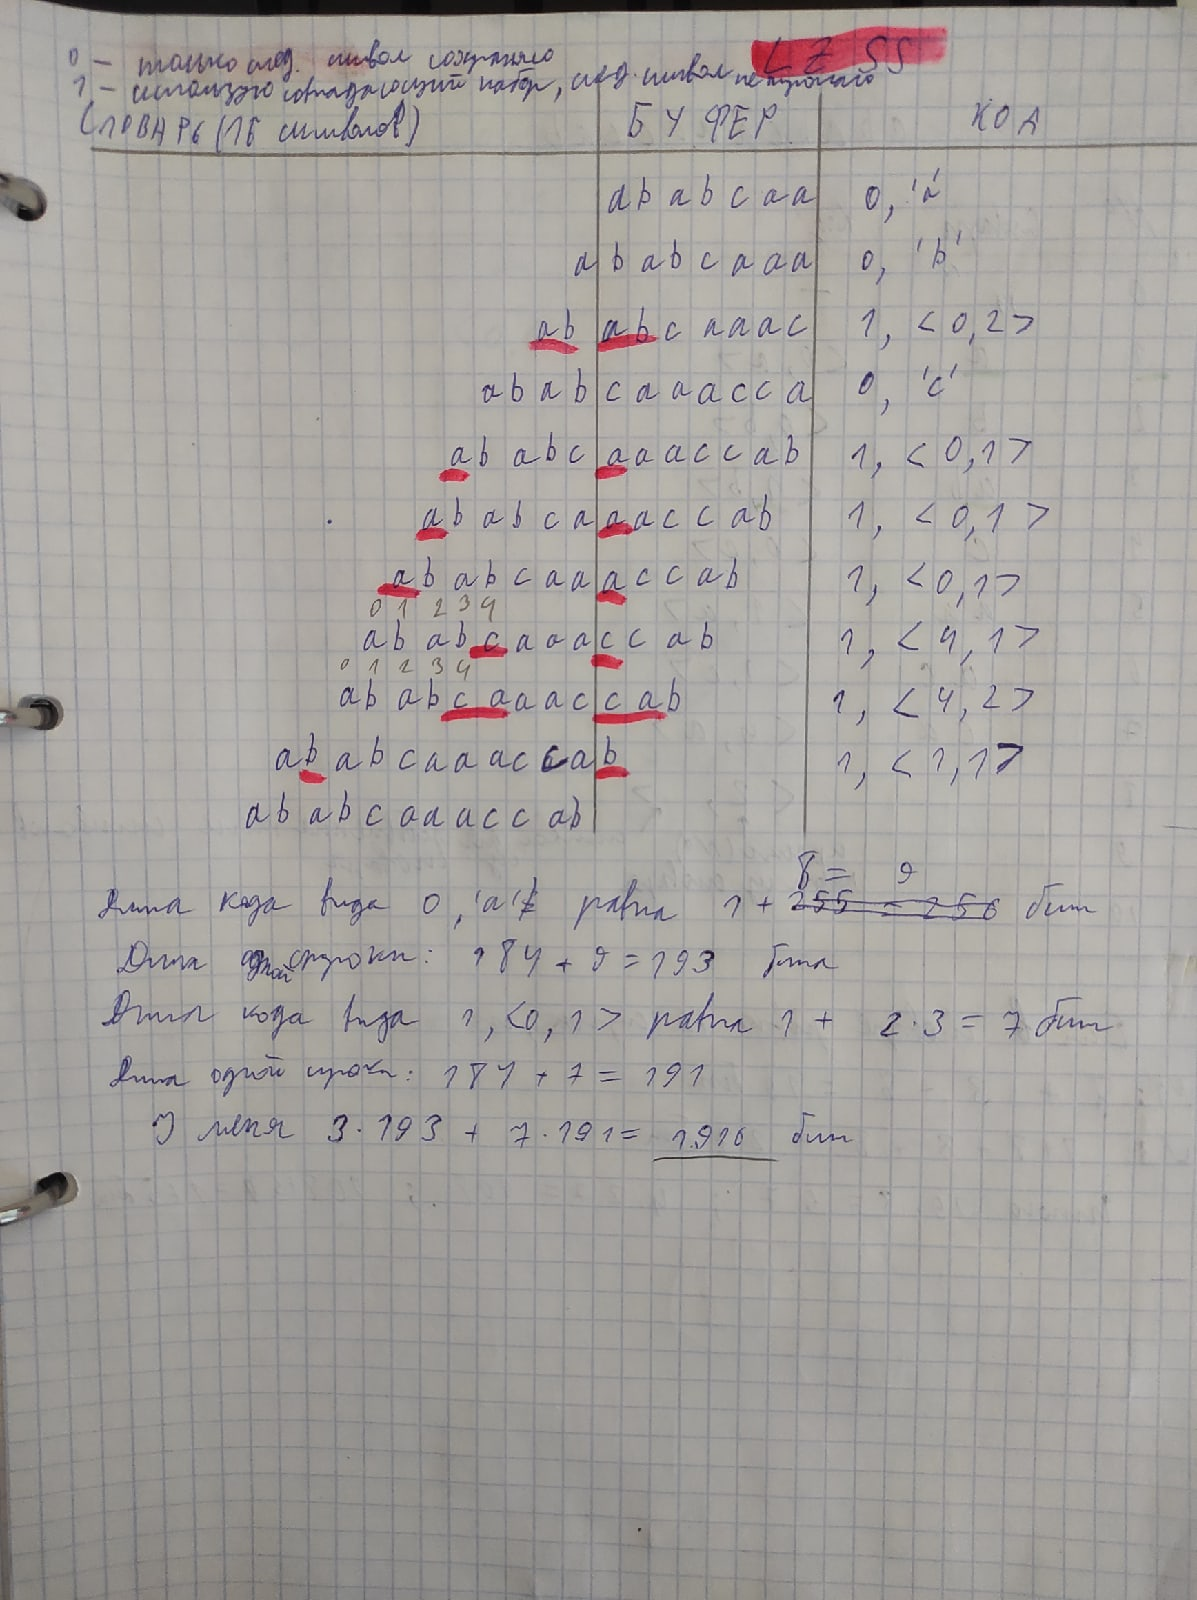 LZSS
0 – только след. символ сохраняю
1 – использую совпадающий набор, след. символ не трогаю
СЛОВАРЬ (16 символов) БУФЕР КОД
ababcaa 0, 'a'
a babcaaa 0, 'b'
ab abcaaac 1, <0,2>
abab caaacca 0, 'c'
ababc aaaccab 1, <0,1>
ababca aaccab 1, <0,1>
ababcaa accab 1, <0,1>
0 1 2 3 4
ababcaaa ccab 1, <4,1>
0 1 2 3 4
ababcaaac cab 1, <4,2>
ababcaaacca b 1, <1,1>
ababcaaaccab
8 = 9
Длина кода вида 0, 'a' равна 1 + 255 = 256 бит
Длина одной строки: 184 + 9 = 193 бита
Длина кода вида 1, <0,1> равна 1 + 2·3 = 7 бит
Длина одной строки: 184 + 7 = 191
У меня 3·193 + 7·191 = 1916 бит